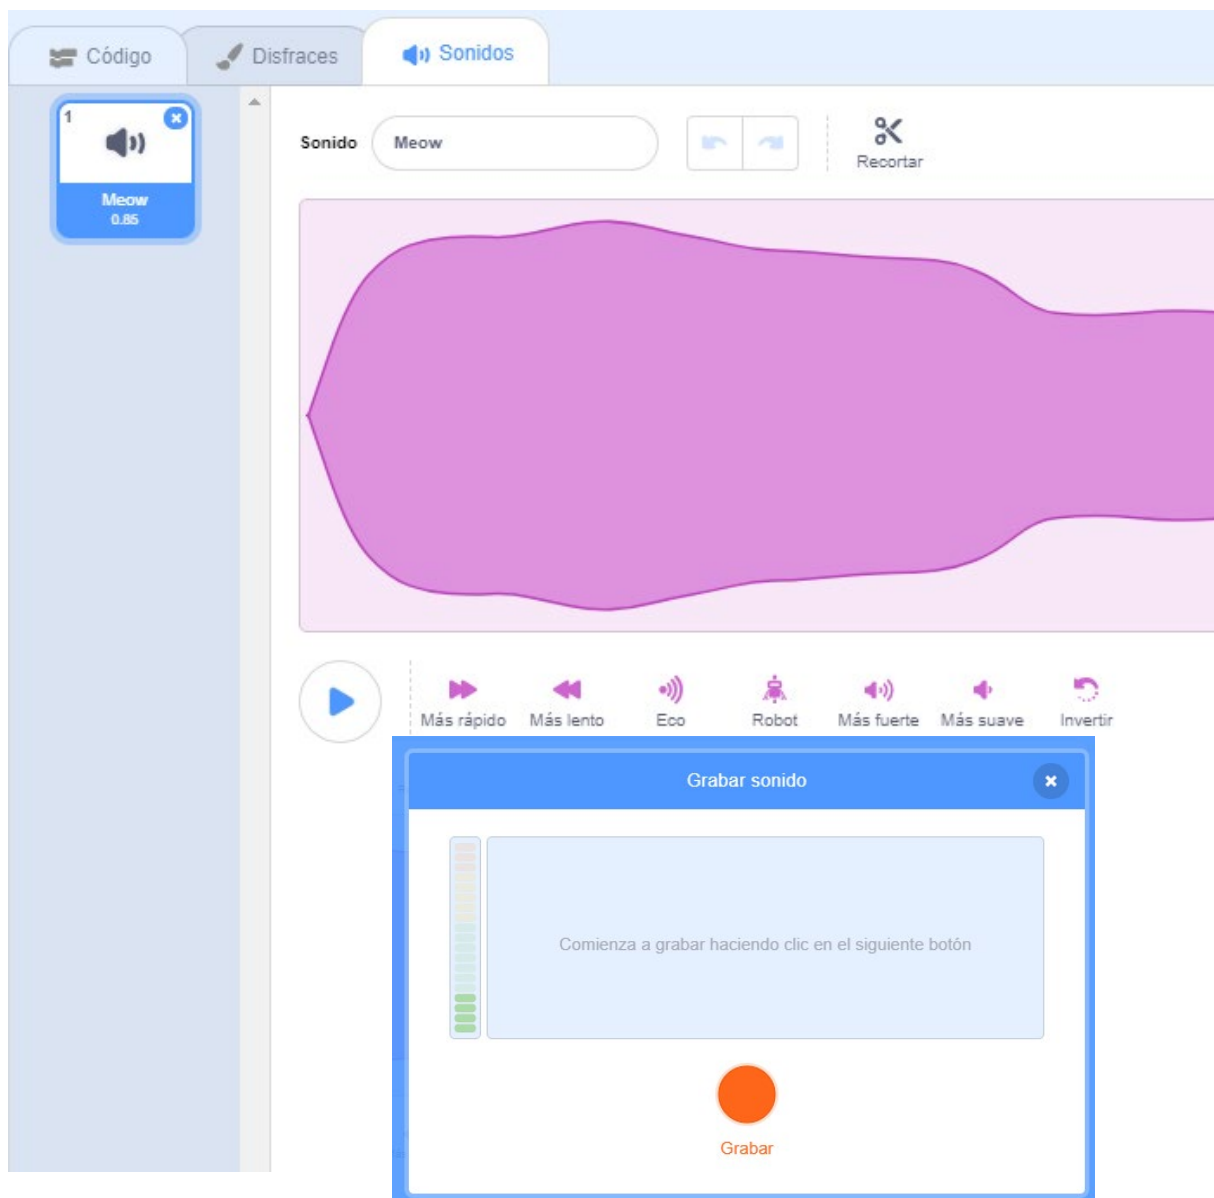 Código
Disfraces
Sonidos
1
Meow
0.85
Sonido
Meow
Recortar
Más rápido
Más lento
Eco
Robot
Más fuerte
Más suave
Invertir
Grabar sonido
Comienza a grabar haciendo clic en el siguiente botón
Grabar